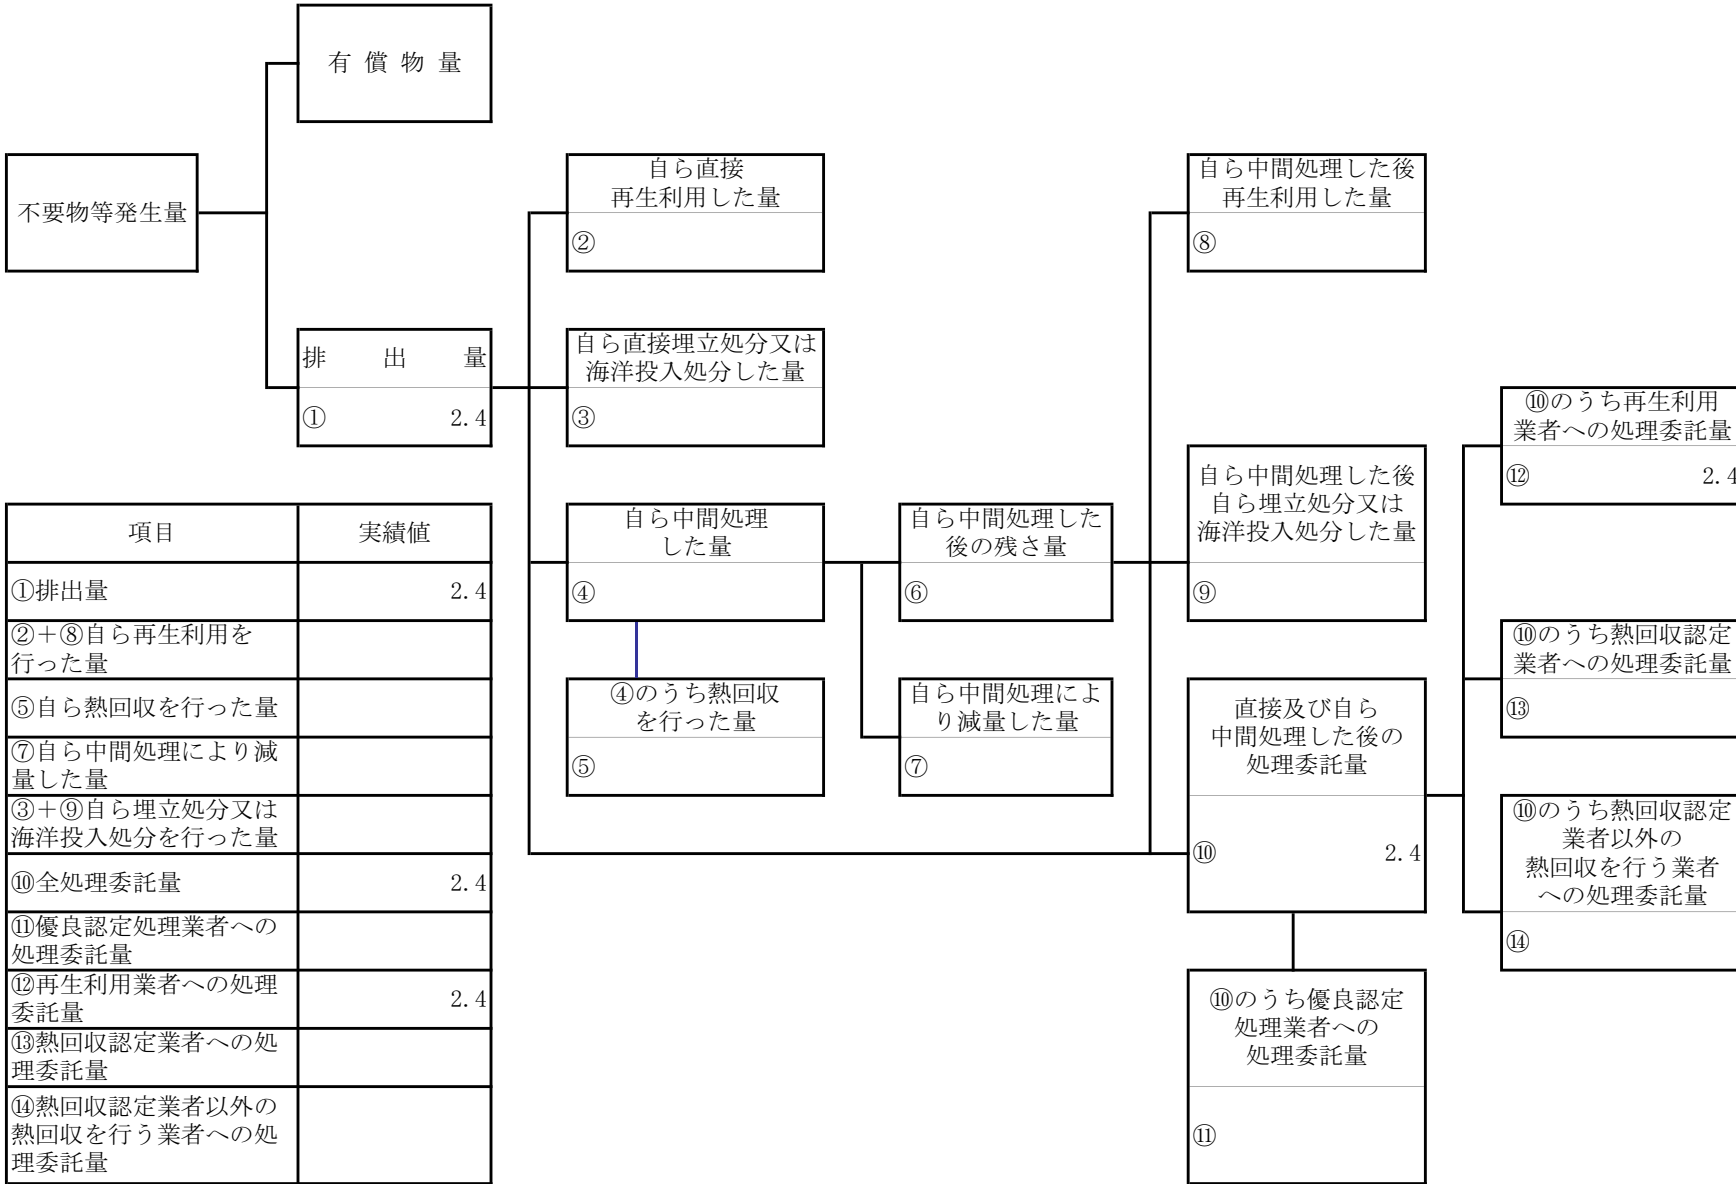 有償物量
不要物等発生量
自ら直接
再生利用した量
②
自ら中間処理した後
再生利用した量
⑧
排出量
① 2.4
自ら直接埋立処分又は
海洋投入処分した量
③
⑩のうち再生利用
業者への処理委託量
⑫ 2.4
自ら中間処理した後
自ら埋立処分又は
海洋投入処分した量
⑨
自ら中間処理
した量
④
自ら中間処理した
後の残さ量
⑥
⑩のうち熱回収認定
業者への処理委託量
⑬
④のうち熱回収
を行った量
⑤
自ら中間処理によ
り減量した量
⑦
直接及び自ら
中間処理した後の
処理委託量
⑩ 2.4
⑩のうち熱回収認定
業者以外の
熱回収を行う業者
への処理委託量
⑭
⑩のうち優良認定
処理業者への
処理委託量
⑪
項目 実績値
①排出量 2.4
②＋⑧自ら再生利用を
行った量
⑤自ら熱回収を行った量
⑦自ら中間処理により減
量した量
③＋⑨自ら埋立処分又は
海洋投入処分を行った量
⑩全処理委託量 2.4
⑪優良認定処理業者への
処理委託量
⑫再生利用業者への処理
委託量 2.4
⑬熱回収認定業者への処
理委託量
⑭熱回収認定業者以外の
熱回収を行う業者への処
理委託量